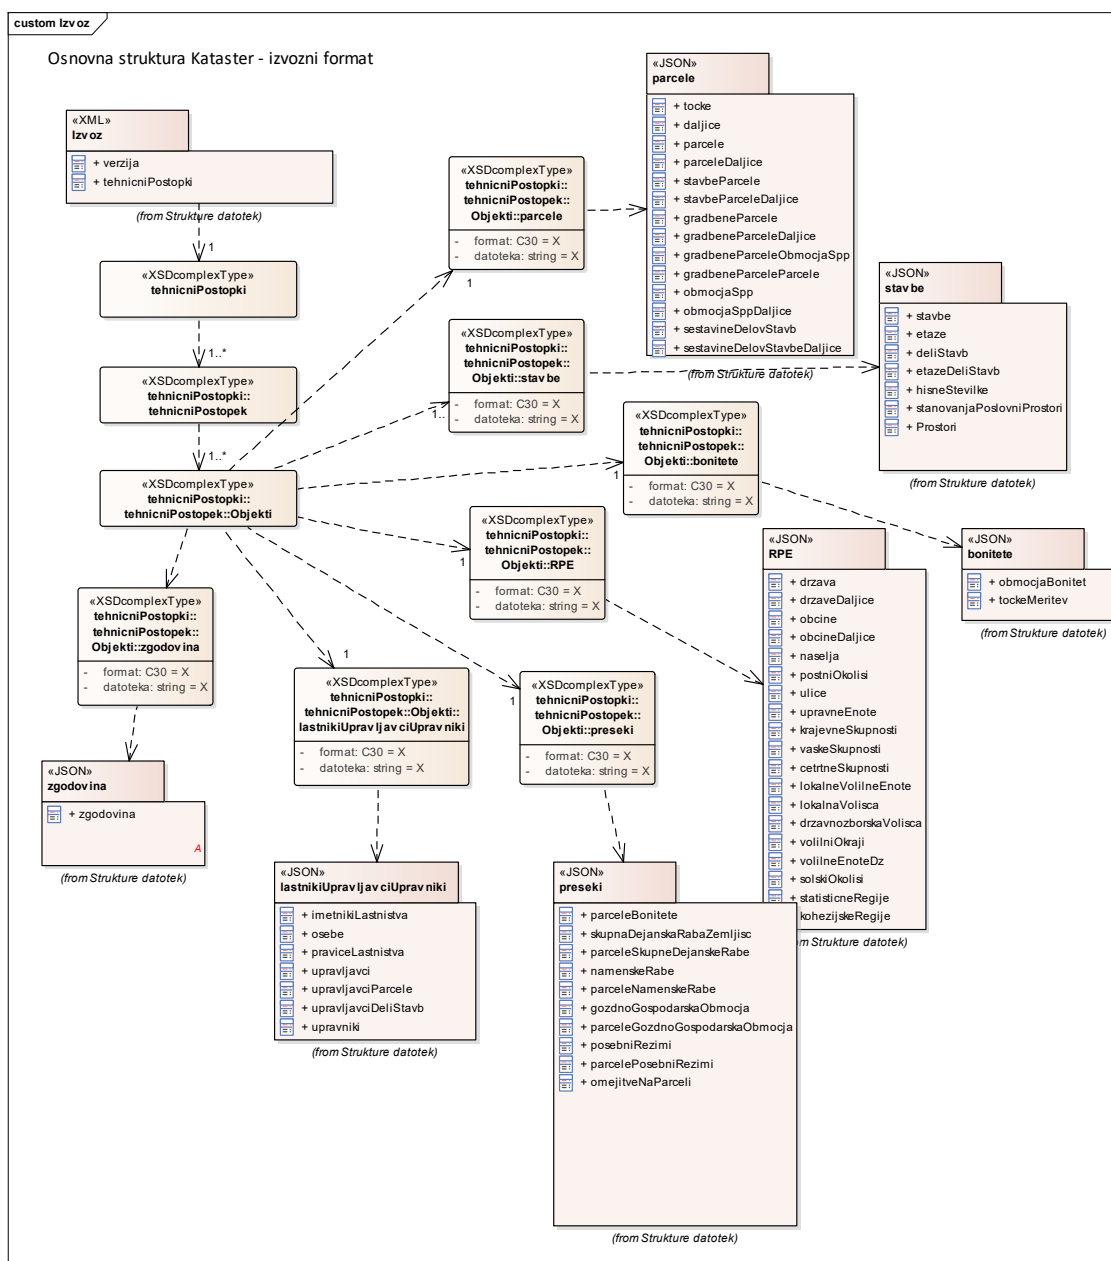 custom Izvoz
Osnovna struktura Kataster - izvozni format
«XML»
Izvoz
+ verzija
+ tehnicniPostopki
(from Strukture datotek)
1
«XSDcomplexType»
tehnicniPostopki
1..*
«XSDcomplexType»
tehnicniPostopki::
tehnicniPostopek
1..*
«XSDcomplexType»
tehnicniPostopki::
tehnicniPostopek::Objekti
«XSDcomplexType»
tehnicniPostopki::
tehnicniPostopek::
Objekti::parcele
- format: C30 = X
- datoteka: string = X
1
«JSON»
parcele
+ tocke
+ daljice
+ parcele
+ parceleDaljice
+ stavbeParcele
+ stavbeParceleDaljice
+ gradbeneParcele
+ gradbeneParceleDaljice
+ gradbeneParceleObmocjaSpp
+ gradbeneParceleParcele
+ obmocjaSpp
+ obmocjaSppDaljice
+ sestavineDelovStavb
+ sestavineDelovStavbeDaljice
(from Strukture datotek)
«XSDcomplexType»
tehnicniPostopki::
tehnicniPostopek::
Objekti::stavbe
- format: C30 = X
- datoteka: string = X
1..
«JSON»
stavbe
+ stavbe
+ etaze
+ deliStavb
+ etazeDeliStavb
+ hisneStevilke
+ stanovanjaPoslovniProstori
+ Prostori
(from Strukture datotek)
«XSDcomplexType»
tehnicniPostopki::
tehnicniPostopek::
Objekti::bonitete
- format: C30 = X
- datoteka: string = X
1
«JSON»
bonitete
+ obmocjaBonitet
+ tockeMeritev
(from Strukture datotek)
«XSDcomplexType»
tehnicniPostopki::
tehnicniPostopek::
Objekti::RPE
- format: C30 = X
- datoteka: string = X
1
«JSON»
RPE
+ drzava
+ drzaveDaljice
+ obcine
+ obcineDaljice
+ naselja
+ postniOkolisi
+ ulice
+ upravneEnote
+ krajevneSkupnosti
+ vaskeSkupnosti
+ cetrtneSkupnosti
+ lokalneVolilneEnote
+ lokalnaVolisca
+ drzavnozborskaVolisca
+ volilniOkraji
+ volilneEnoteDz
+ solskiOkolisi
+ statisticneRegije
kohezijskeRegije
Strukture datotek)
«XSDcomplexType»
tehnicniPostopki::
tehnicniPostopek::
Objekti::zgodovina
- format: C30 = X
- datoteka: string = X
«JSON»
zgodovina
+ zgodovina
A
(from Strukture datotek)
1
«XSDcomplexType»
tehnicniPostopki::
tehnicniPostopek::Objekti::
lastnikiUpravljavciUpravniki
- format: C30 = X
- datoteka: string = X
«JSON»
lastnikiUpravljavciUpravniki
+ imetnikiLastnistva
+ osebe
+ praviceLastnistva
+ upravljavci
+ upravljavciParcele
+ upravljavciDeliStavb
+ upravniki
(from Strukture datotek)
1
«XSDcomplexType»
tehnicniPostopki::
tehnicniPostopek::
Objekti::preseki
- format: C30 = X
- datoteka: string = X
«JSON»
preseki
+ parceleBonitete
+ skupnaDejanskaRabaZemljisc
+ parceleSkupneDejanskeRabe
+ namenskeRabe
+ parceleNamenskeRabe
+ gozdnoGospodarskaObmocja
+ parceleGozdnoGospodarskaObmocja
+ posebniRezimi
+ parcelePosebniRezimi
+ omejitveNaParceli
(from Strukture datotek)